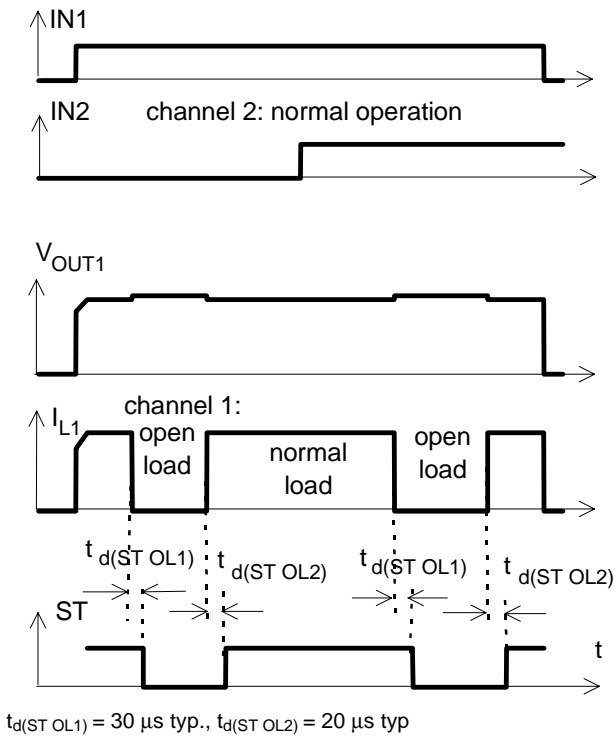 IN1
IN2 channel 2: normal operation
VOUT1
IL1
channel 1:
open
load
normal
load
open
load
td(ST OL1)
td(ST OL2)
td(ST OL1)
td(ST OL2)
ST
t
td(ST OL1) = 30 µs typ., td(ST OL2) = 20 µs typ